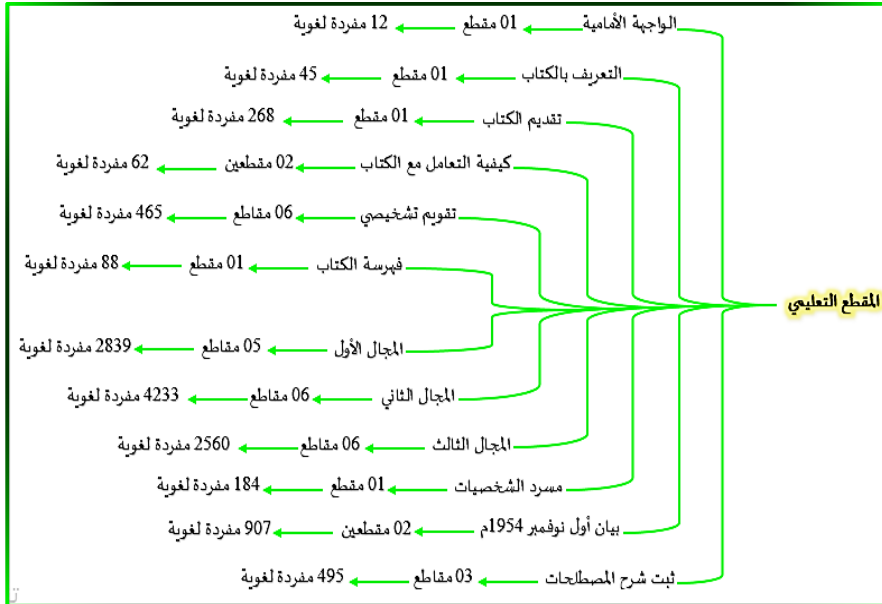 الواجهة الأمامية 01 مقطع 12 مفردة لغوية
التعريف بالكتاب 01 مقطع 45 مفردة لغوية
تقديم الكتاب 01 مقطع 268 مفردة لغوية
كيفية التعامل مع الكتاب 02 مقطعين 62 مفردة لغوية
تقويم تشخيصي 06 مقاطع 465 مفردة لغوية
فهرسة الكتاب 01 مقطع 88 مفردة لغوية
المقطع التعليمي
المجال الأول 05 مقاطع 2839 مفردة لغوية
المجال الثاني 06 مقاطع 4233 مفردة لغوية
المجال الثالث 06 مقاطع 2560 مفردة لغوية
مسرد الشخصيات 01 مقطع 184 مفردة لغوية
بيان أول نوفمبر 1954م 02 مقطعين 907 مفردة لغوية
ثبت شرح المصطلحات 03 مقاطع 495 مفردة لغوية